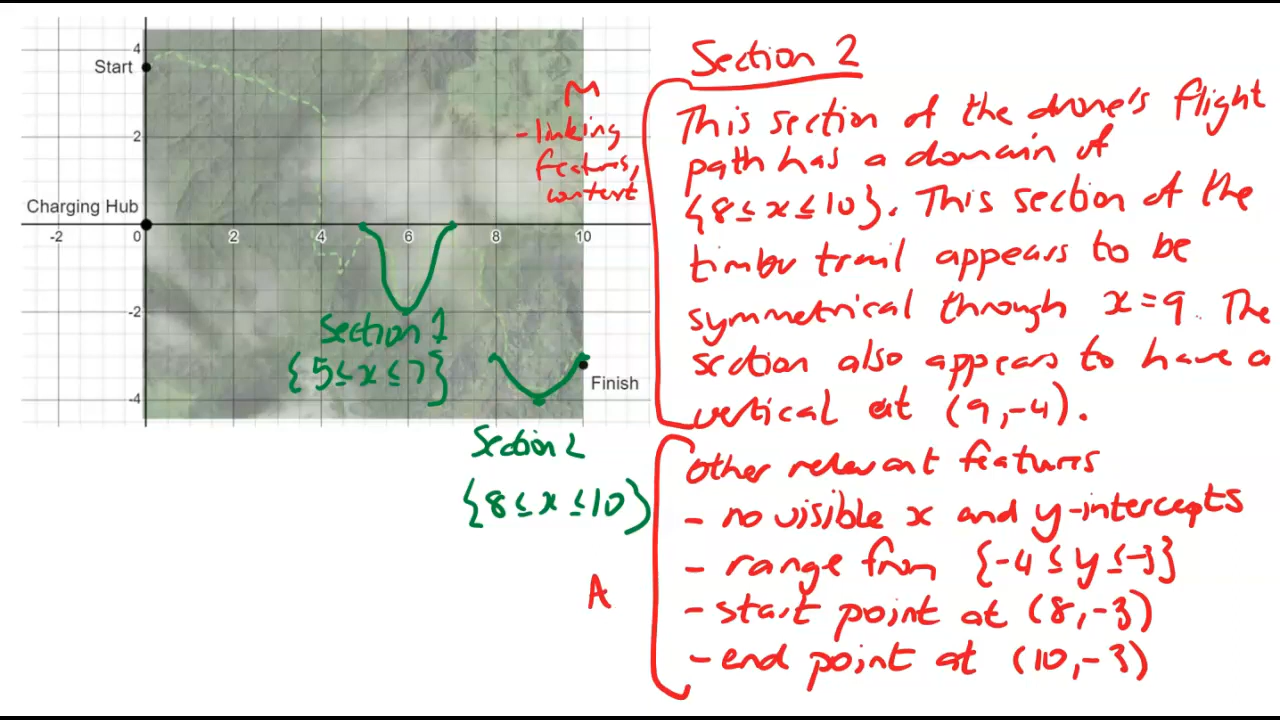 4
Start
2
Charging Hub
-2
0
2
4
6
8
10
-2
-4
Finish
Section 1
{5≤x≤7}
Section 2
{8≤x≤10}
M
- linking
features,
context
A
Section 2
This section of the drone's flight
path has a domain of
{8≤x≤10}. This section of the
timber trail appears to be
symmetrical through x=9. The
section also appears to have a
vertical at (9,-4).
other relevant features
- no visible x and y-intercepts
- range from {-4≤y≤-3}
- start point at (8,-3)
- end point at (10,-3)